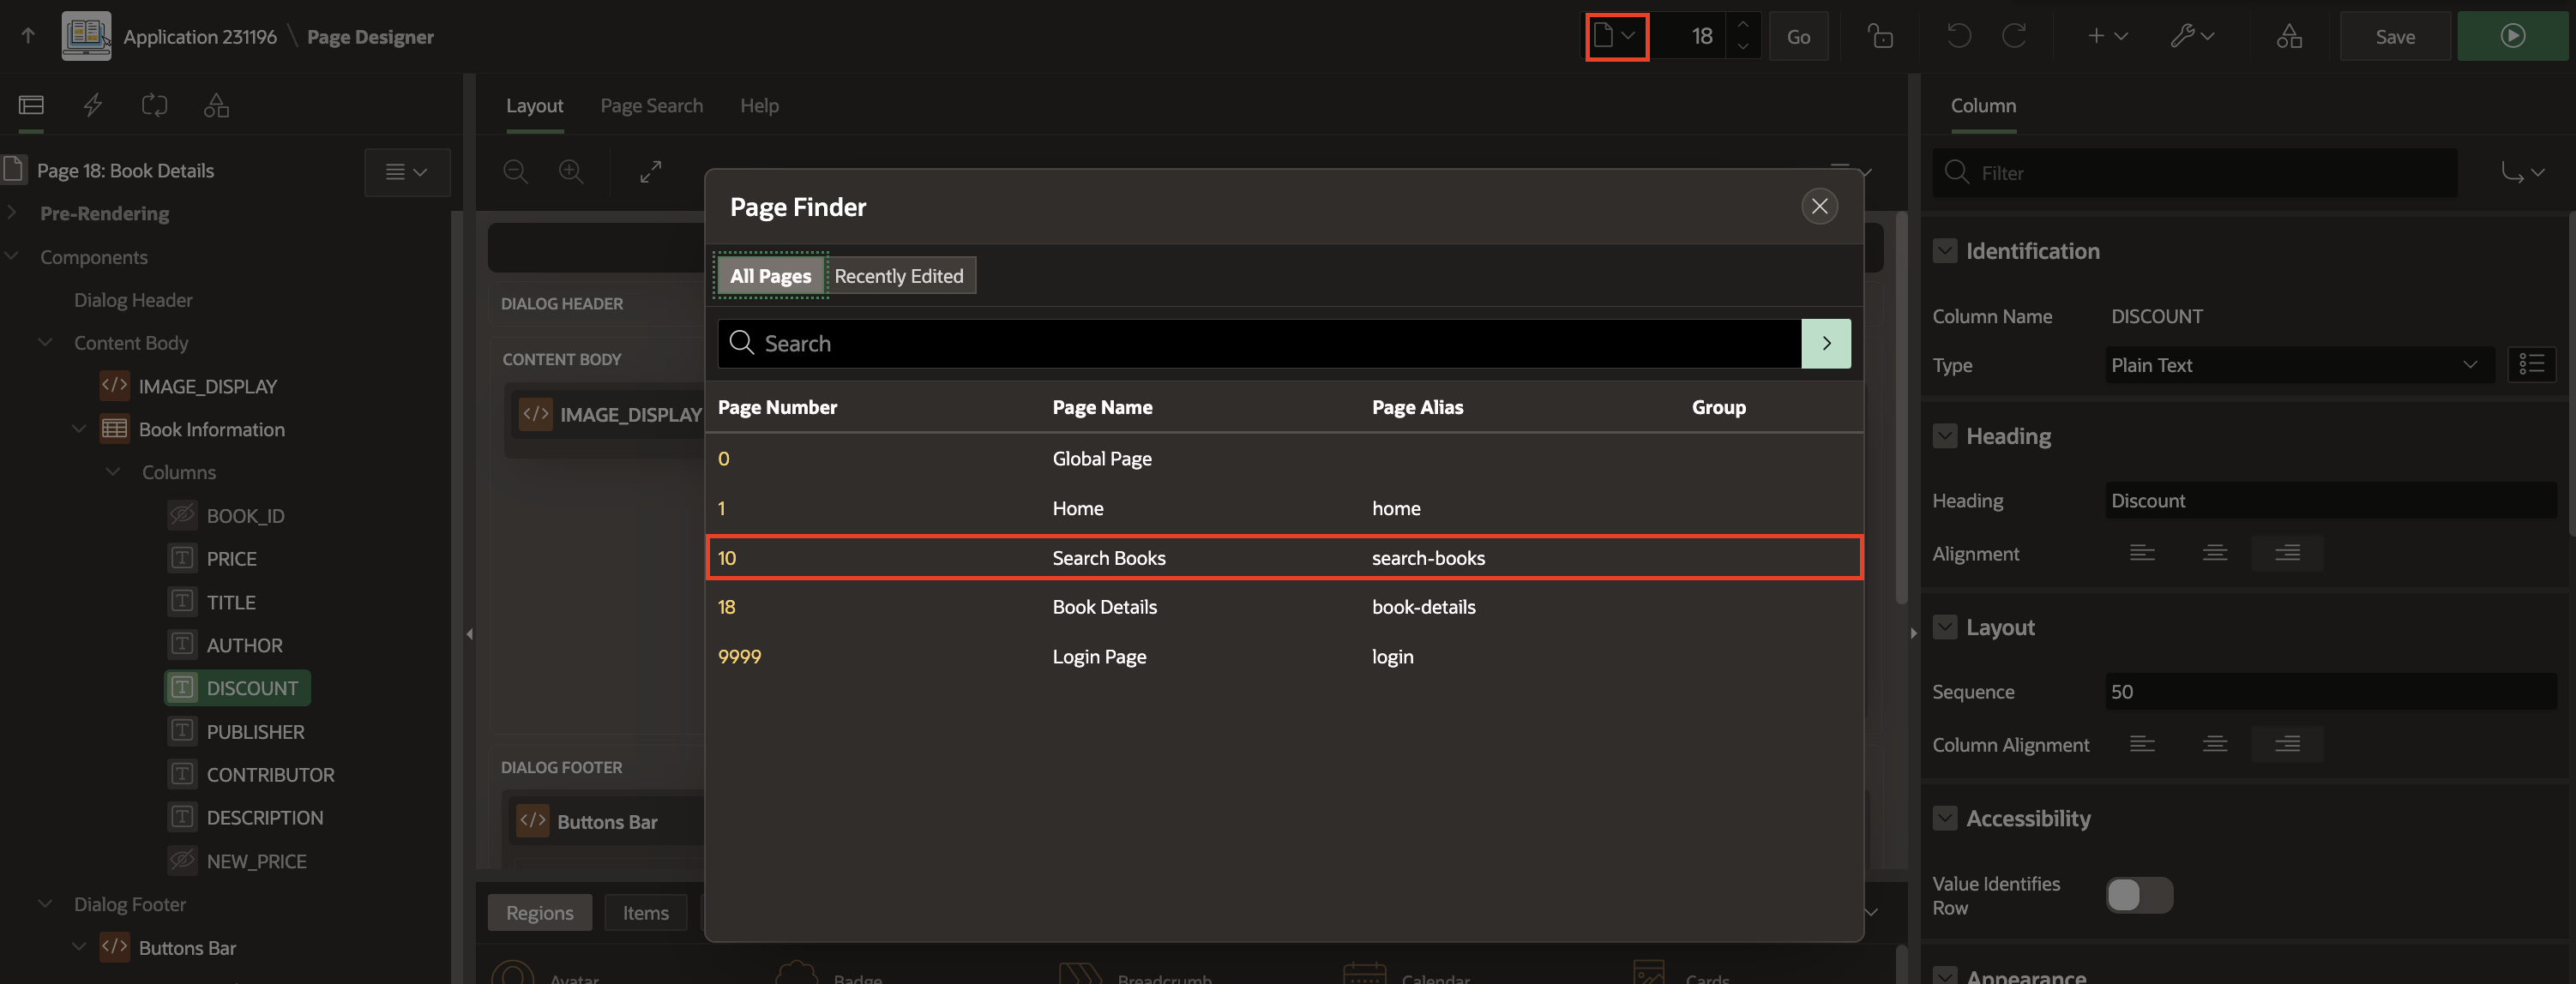 Application 231196 \ Page Designer
18
Go
Save
Layout
Page Search
Help
Column
Page 18: Book Details
Filter
Pre-Rendering
Components
Dialog Header
Content Body
</> IMAGE_DISPLAY
Book Information
Columns
BOOK_ID
T PRICE
T TITLE
T AUTHOR
T DISCOUNT
T PUBLISHER
T CONTRIBUTOR
T DESCRIPTION
NEW_PRICE
Dialog Footer
</> Buttons Bar
DIALOG HEADER
CONTENT BODY
</> IMAGE_DISPLAY
DIALOG FOOTER
</> Buttons Bar
Regions
Items
Avatar
Badge
Breadcrumb
Calendar
Cards
Page Finder
All Pages
Recently Edited
Search
Page Number Page Name Page Alias Group
0 Global Page
1 Home home
10 Search Books search-books
18 Book Details book-details
9999 Login Page login
Identification
Column Name DISCOUNT
Type Plain Text
Heading
Heading Discount
Alignment
Layout
Sequence 50
Column Alignment
Accessibility
Value Identifies
Row
Appearance